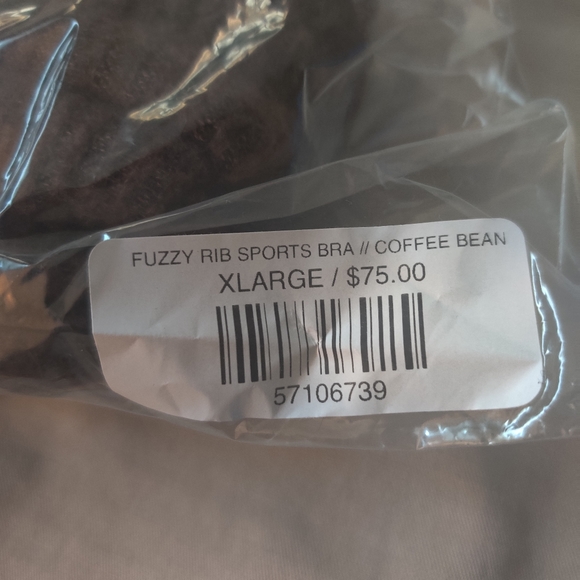 FUZZY RIB SPORTS BRA // COFFEE BEAN
XLARGE / $75.00
57106739